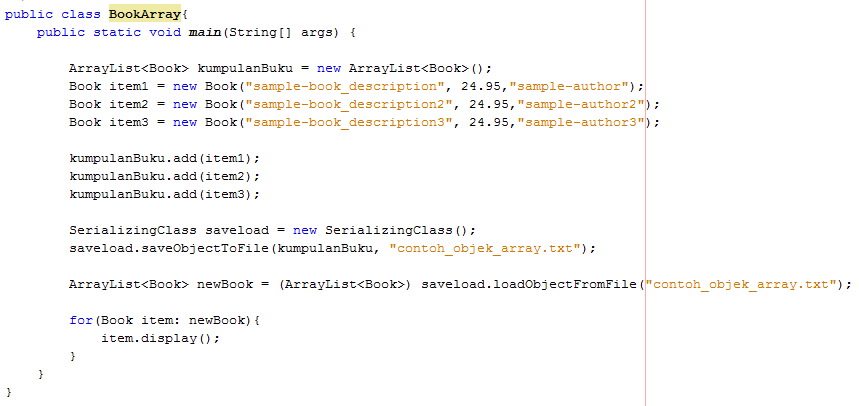 public class BookArray{
    public static void main(String[] args) {
        ArrayList<Book> kumpulanBuku = new ArrayList<Book>();
        Book item1 = new Book("sample-book_description", 24.95,"sample-author");
        Book item2 = new Book("sample-book_description2", 24.95,"sample-author2");
        Book item3 = new Book("sample-book_description3", 24.95,"sample-author3");
        kumpulanBuku.add(item1);
        kumpulanBuku.add(item2);
        kumpulanBuku.add(item3);
        SerializingClass saveload = new SerializingClass();
        saveload.saveObjectToFile(kumpulanBuku, "contoh_objek_array.txt");
        ArrayList<Book> newBook = (ArrayList<Book>) saveload.loadObjectFromFile("contoh_objek_array.txt");
        for(Book item: newBook){
            item.display();
        }
    }
}